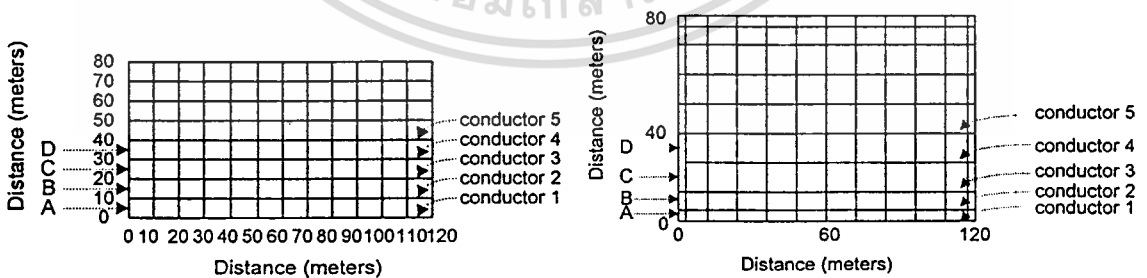 80
70
60
50
40
30
20
10
0
D
C
B
A
Distance (meters)
0 10 20 30 40 50 60 70 80 90 100 110 120
Distance (meters)
conductor 5
conductor 4
conductor 3
conductor 2
conductor 1
80
40
0
D
C
B
A
Distance (meters)
0 60 120
Distance (meters)
conductor 5
conductor 4
conductor 3
conductor 2
conductor 1